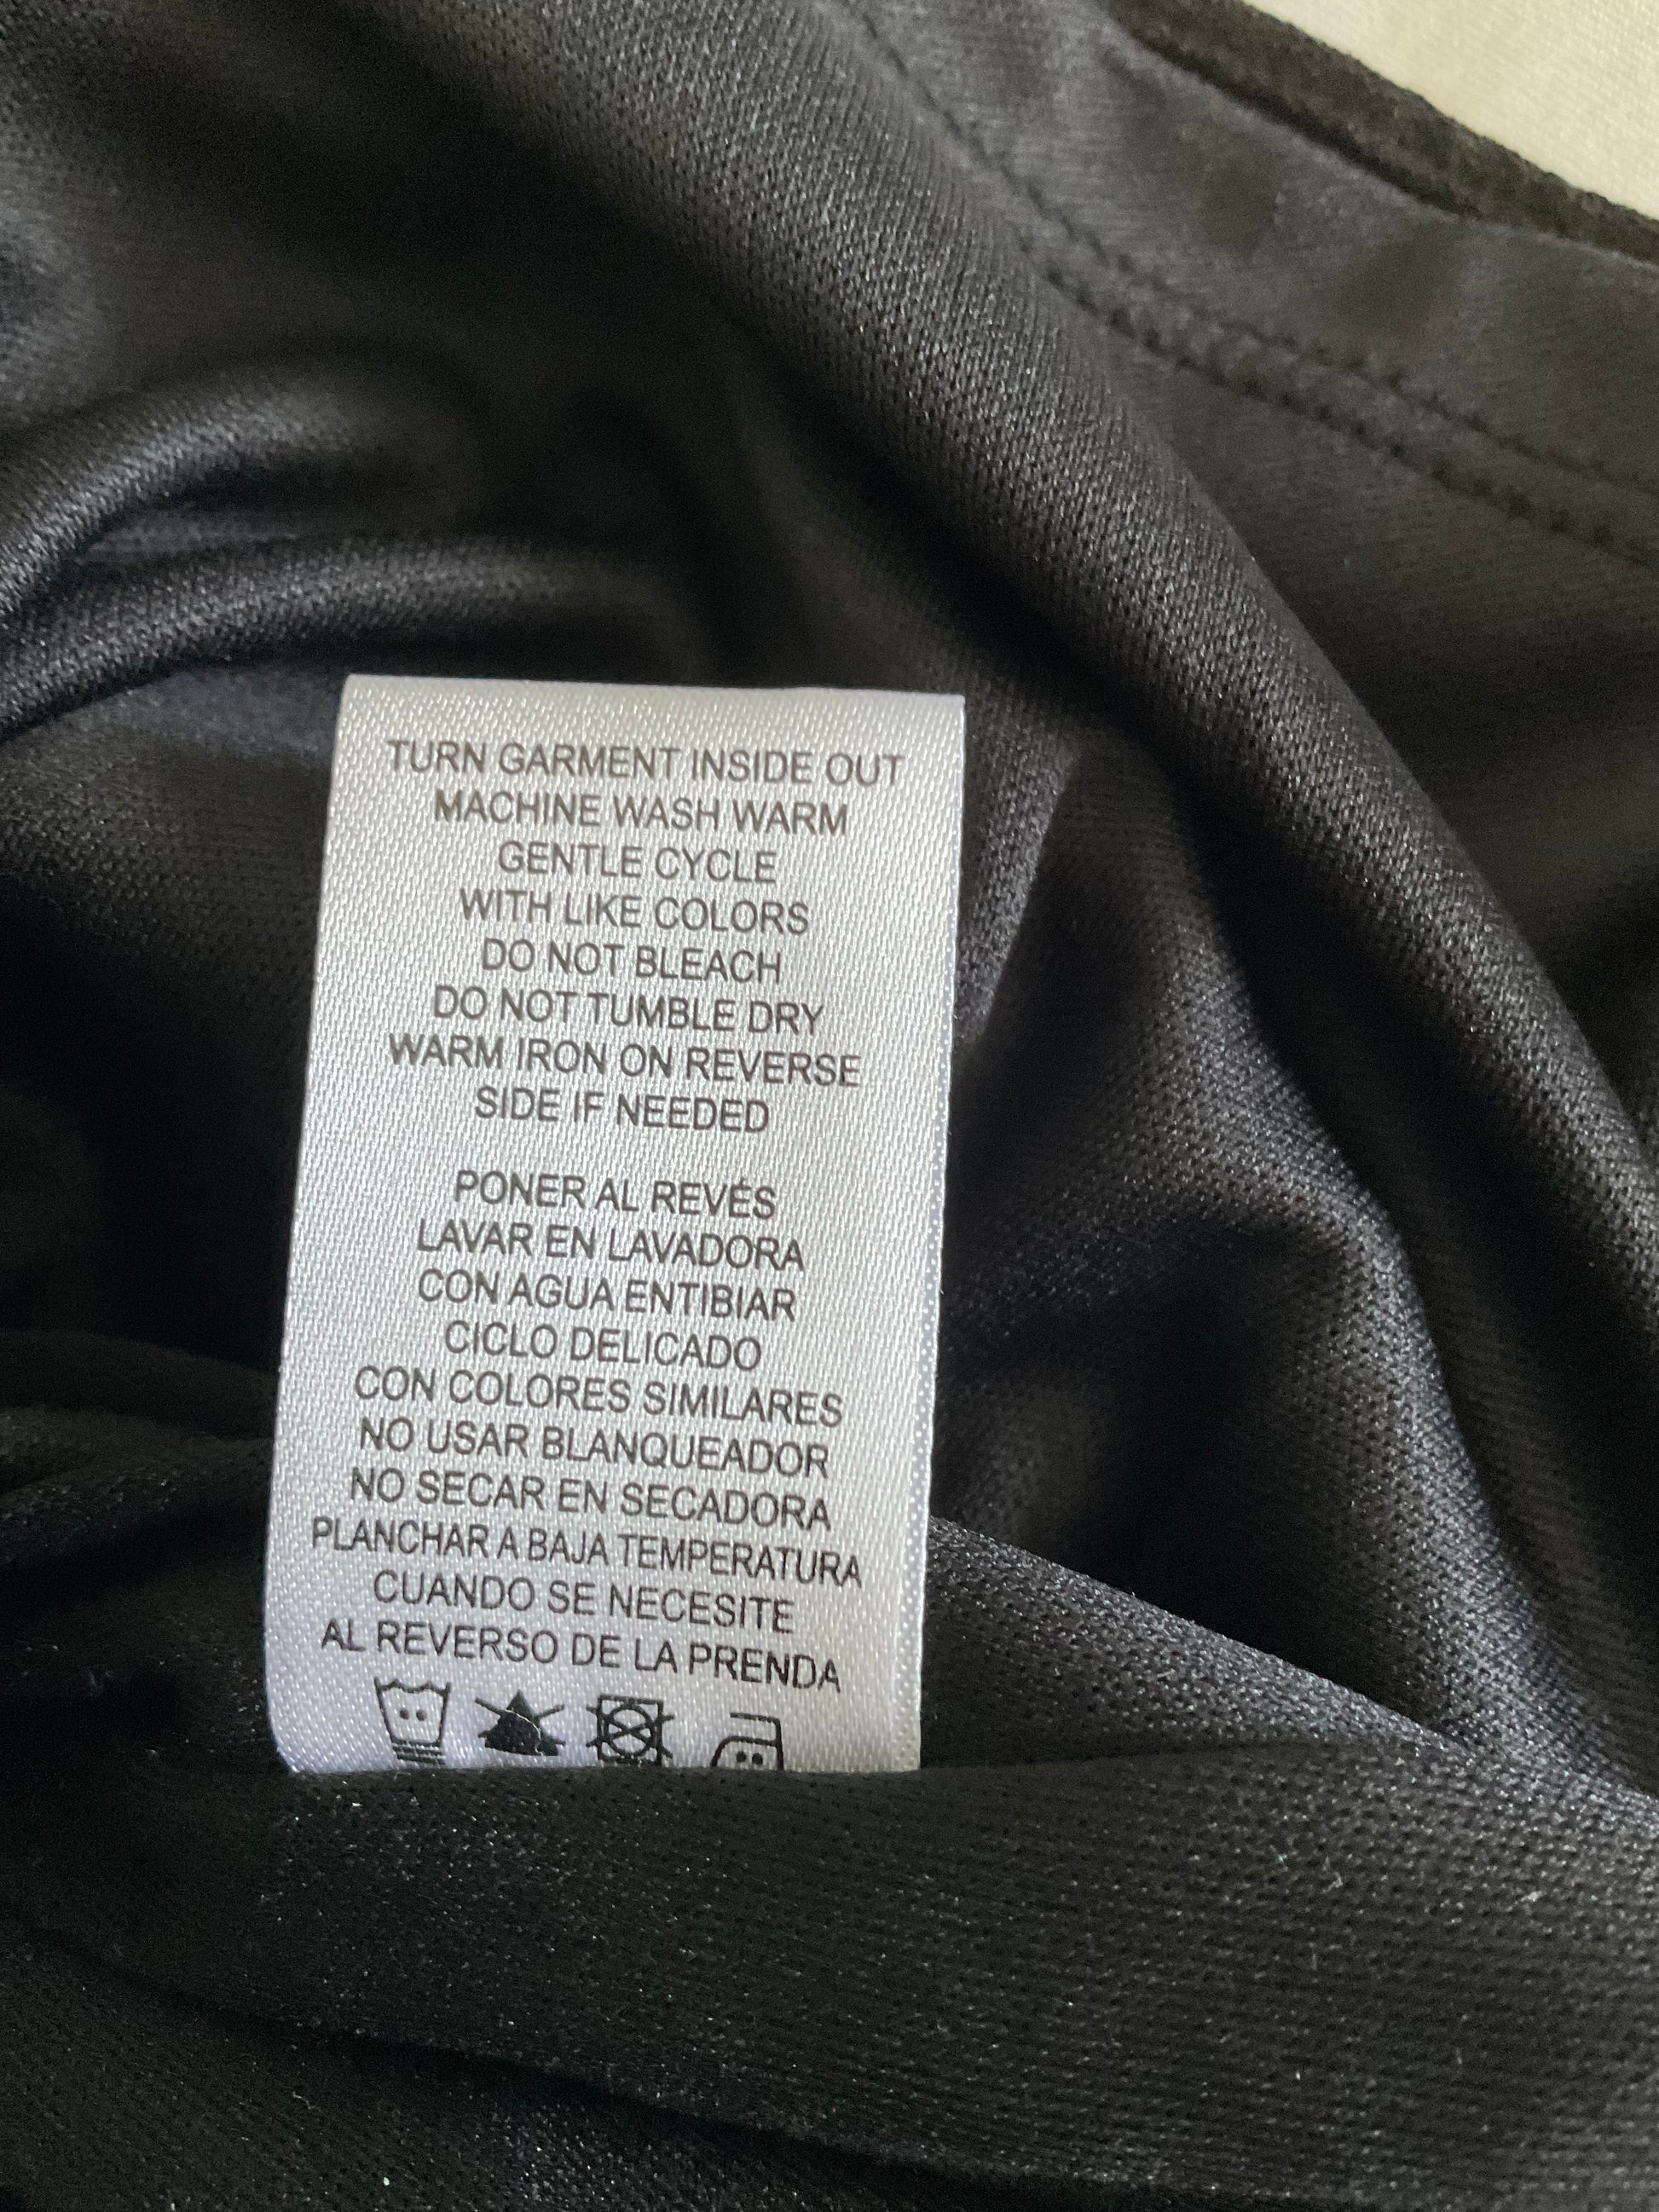 TURN GARMENT INSIDE OUT
MACHINE WASH WARM
GENTLE CYCLE
WITH LIKE COLORS
DO NOT BLEACH
DO NOT TUMBLE DRY
WARM IRON ON REVERSE
SIDE IF NEEDED
PONER AL REVÉS
LAVAR EN LAVADORA
CON AGUA ENTIBIAR
CICLO DELICADO
CON COLORES SIMILARES
NO USAR BLANQUEADOR
NO SECAR EN SECADORA
PLANCHAR A BAJA TEMPERATURA
CUANDO SE NECESITE
AL REVERSO DE LA PRENDA